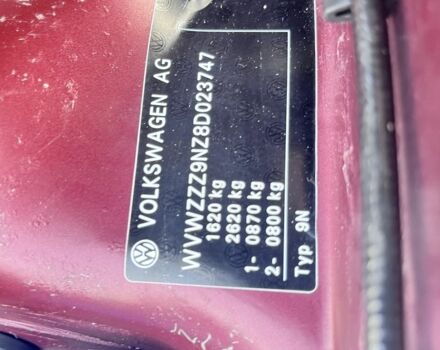 VOLKSWAGEN AG
WVWZZZ9NZ8D023747
1620 kg
2620 kg
1- 0870 kg
2- 0800 kg
Typ 9N